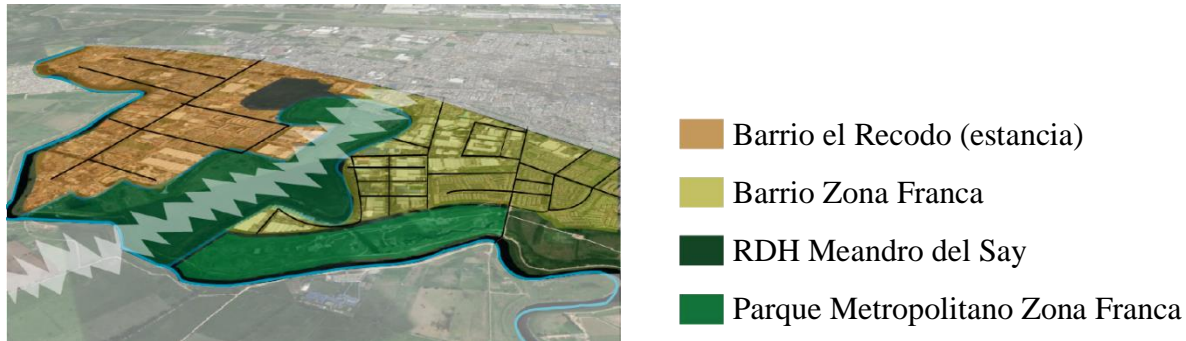 Barrio el Recodo (estancia)
Barrio Zona Franca
RDH Meandro del Say
Parque Metropolitano Zona Franca